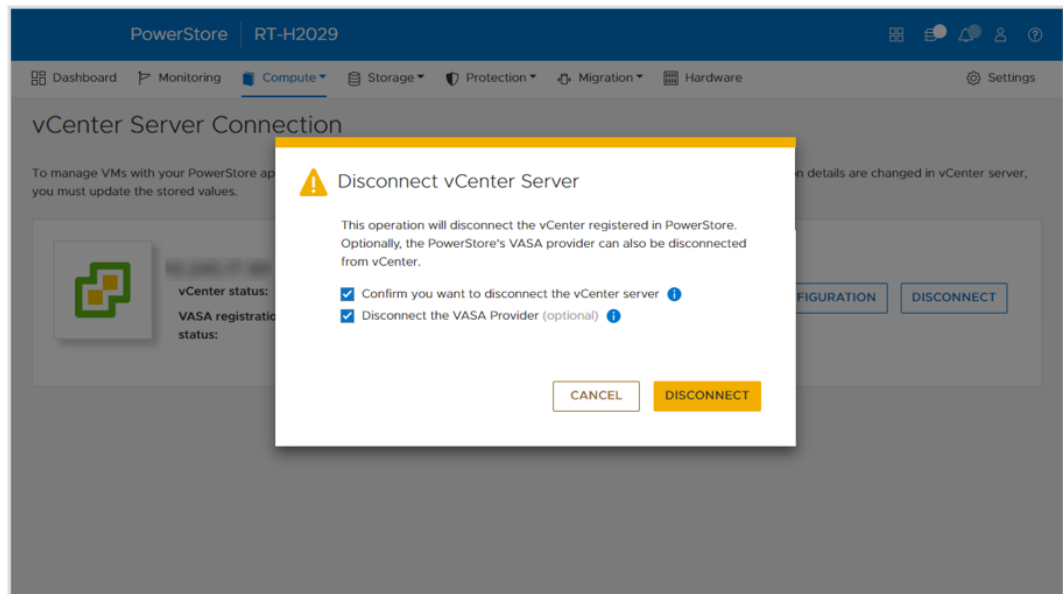 PowerStore RT-H2029
Dashboard Monitoring Compute Storage Protection Migration Hardware Settings
vCenter Server Connection
To manage VMs with your PowerStore ap
n details are changed in vCenter server,
you must update the stored values.
Disconnect vCenter Server
This operation will disconnect the vCenter registered in PowerStore.
Optionally, the PowerStore's VASA provider can also be disconnected
from vCenter.
Confirm you want to disconnect the vCenter server
Disconnect the VASA Provider (optional)
CANCEL DISCONNECT
vCenter status:
VASA registratio
status:
FIGURATION DISCONNECT